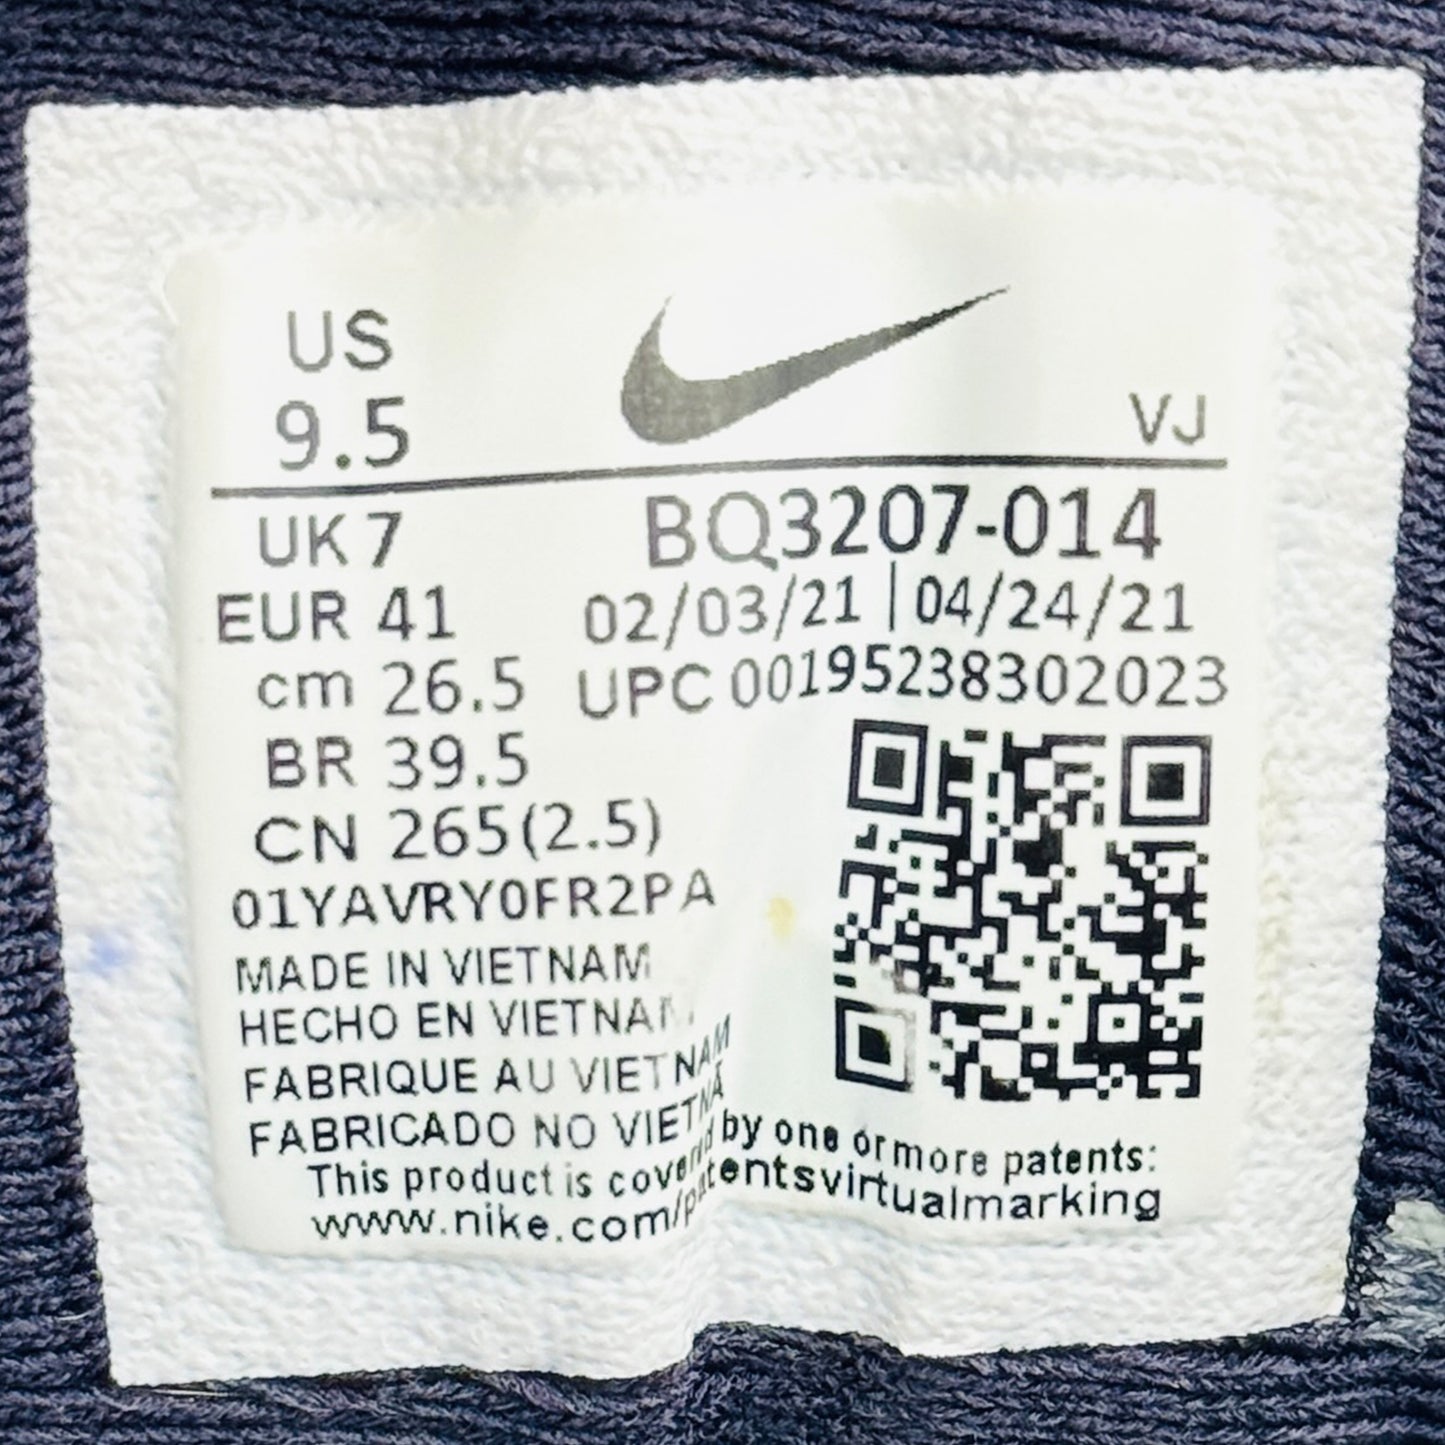 US
9.5
VJ
UK 7
BQ3207-014
EUR 41
02/03/21 | 04/24/21
cm 26.5
UPC 00195238302023
BR 39.5
CN 265(2.5)
01YAVRY0FR2PA
MADE IN VIETNAM
HECHO EN VIETNAM
FABRIQUE AU VIETNAM
FABRICADO NO VIETNÃ
This product is covered by one or more patents:
www.nike.com/patentsvirtualmarking